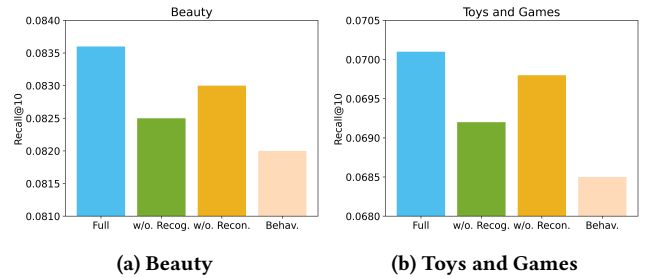 Beauty
Recall@10
0.0840
0.0835
0.0830
0.0825
0.0820
0.0815
0.0810
Full w/o. Recog. w/o. Recon. Behav.
(a) Beauty
Toys and Games
Recall@10
0.0705
0.0700
0.0695
0.0690
0.0685
0.0680
Full w/o. Recog. w/o. Recon. Behav.
(b) Toys and Games